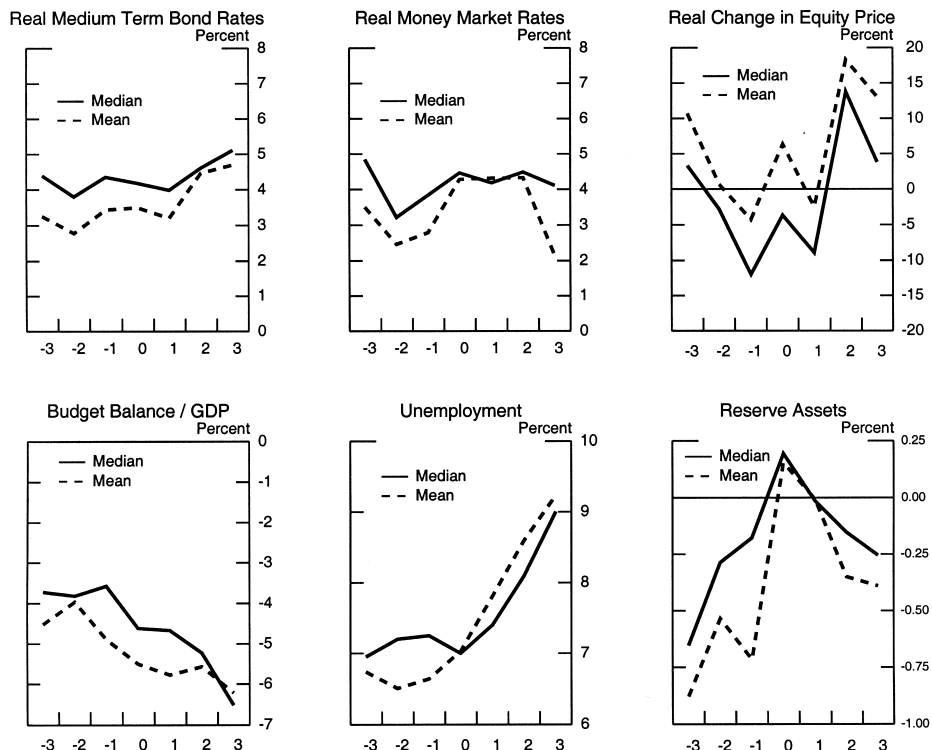 Real Medium Term Bond Rates
Percent
8
7
6
5
4
3
2
1
0
Median
Mean
-3 -2 -1 0 1 2 3
Real Money Market Rates
Percent
8
7
6
5
4
3
2
1
0
Median
Mean
-3 -2 -1 0 1 2 3
Real Change in Equity Price
Percent
20
15
10
5
0
-5
-10
-15
-20
Median
Mean
-3 -2 -1 0 1 2 3
Budget Balance / GDP
Percent
0
-1
-2
-3
-4
-5
-6
-7
Median
Mean
-3 -2 -1 0 1 2 3
Unemployment
Percent
10
9
8
7
6
Median
Mean
-3 -2 -1 0 1 2 3
Reserve Assets
Percent
0.25
0.00
-0.25
-0.50
-0.75
-1.00
Median
Mean
-3 -2 -1 0 1 2 3